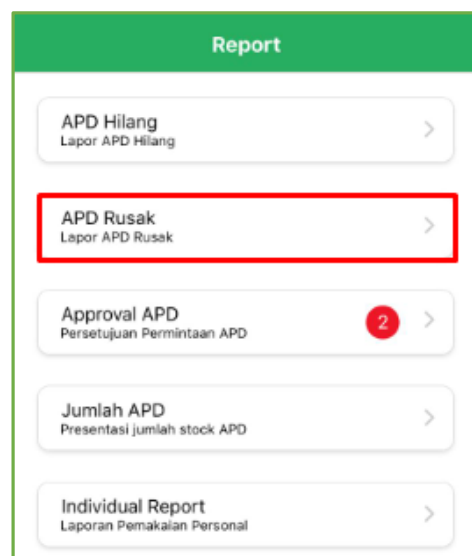 Report
APD Hilang
Lapor APD Hilang
APD Rusak
Lapor APD Rusak
Approval APD
Persetujuan Permintaan APD
2
Jumlah APD
Presentasi jumlah stock APD
Individual Report
Laporan Pemakaian Personal